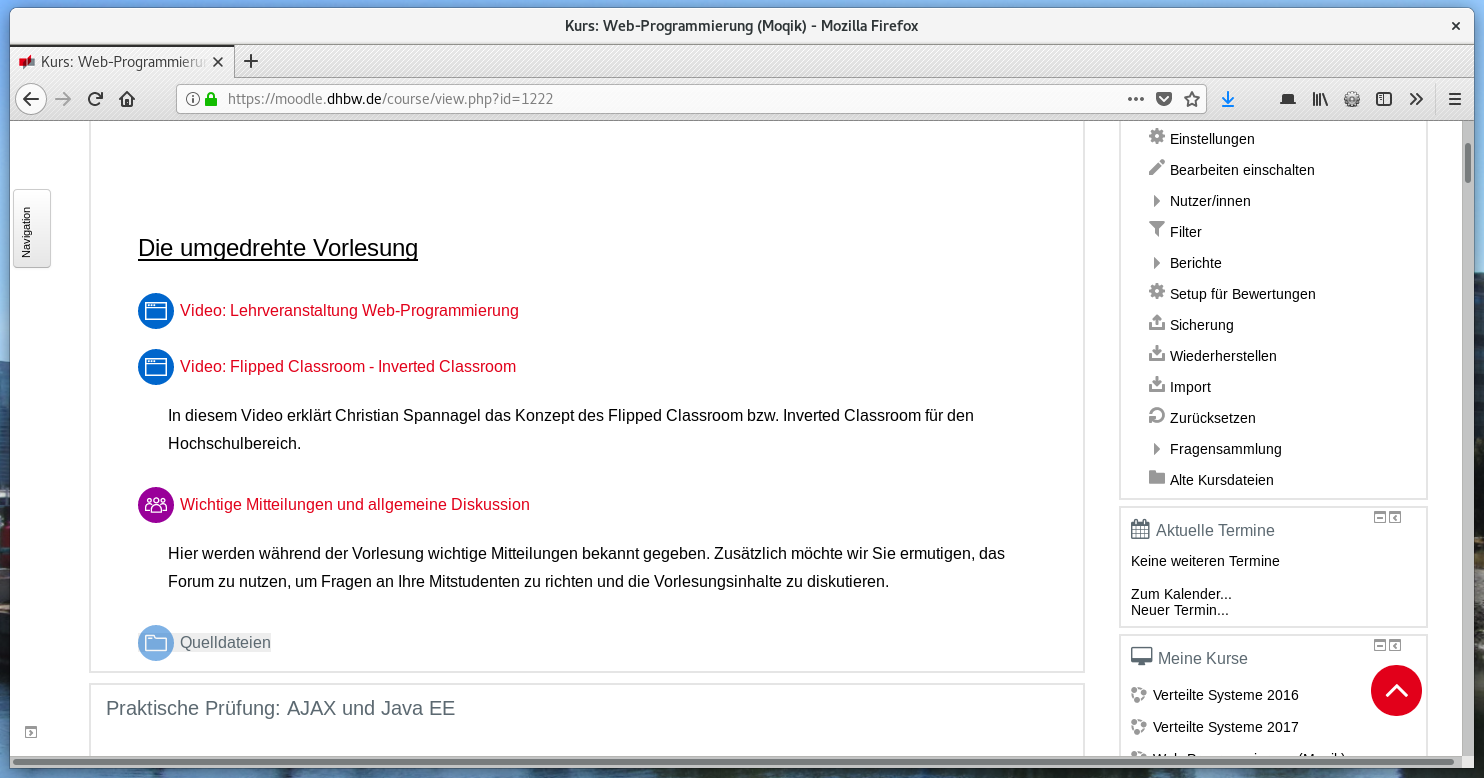 Kurs: Web-Programmierung (Moqik) - Mozilla Firefox
Kurs: Web-Programmierun
https://moodle.dhbw.de/course/view.php?id=1222
Navigation
Die umgedrehte Vorlesung
Video: Lehrveranstaltung Web-Programmierung
Video: Flipped Classroom - Inverted Classroom
In diesem Video erklärt Christian Spannagel das Konzept des Flipped Classroom bzw. Inverted Classroom für den
Hochschulbereich.
Wichtige Mitteilungen und allgemeine Diskussion
Hier werden während der Vorlesung wichtige Mitteilungen bekannt gegeben. Zusätzlich möchte wir Sie ermutigen, das
Forum zu nutzen, um Fragen an Ihre Mitstudenten zu richten und die Vorlesungsinhalte zu diskutieren.
Quelldateien
Praktische Prüfung: AJAX und Java EE
Einstellungen
Bearbeiten einschalten
Nutzer/innen
Filter
Berichte
Setup für Bewertungen
Sicherung
Wiederherstellen
Import
Zurücksetzen
Fragensammlung
Alte Kursdateien
Aktuelle Termine
Keine weiteren Termine
Zum Kalender...
Neuer Termin...
Meine Kurse
Verteilte Systeme 2016
Verteilte Systeme 2017
Web-Programmierung (Moqik)